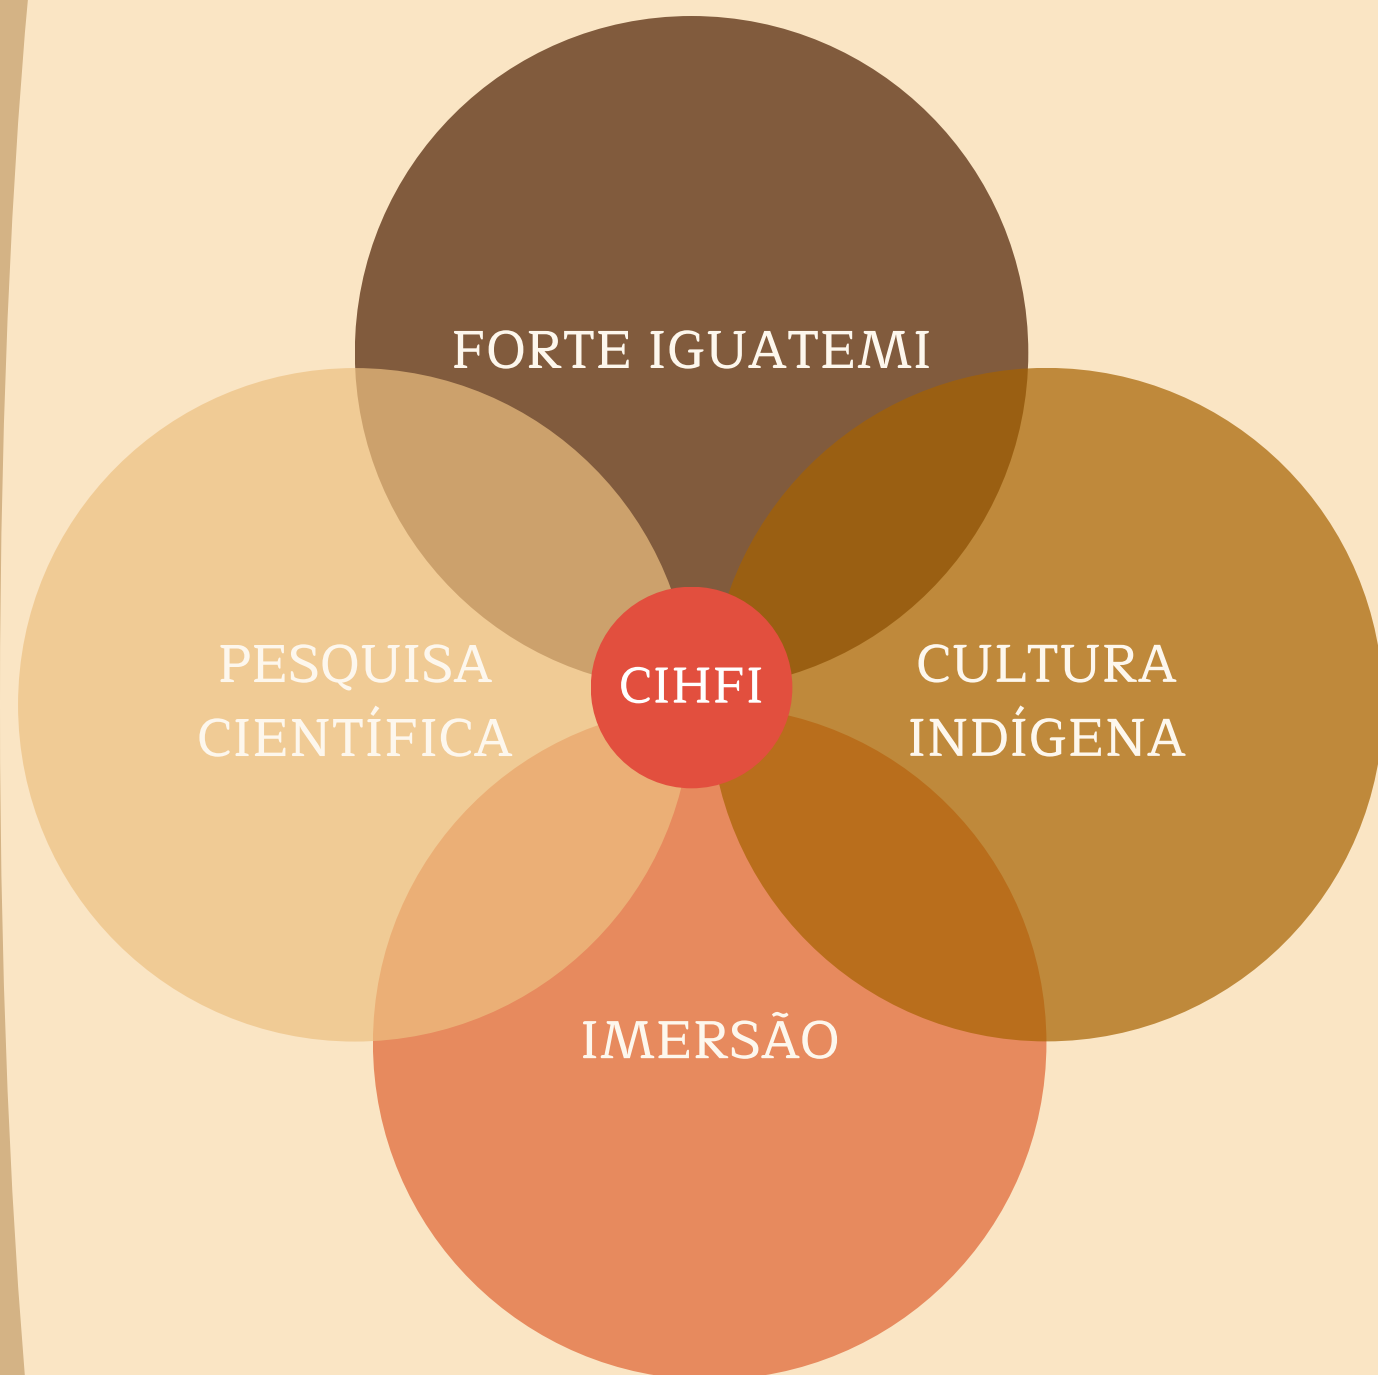 FORTE IGUATEMI
PESQUISA
CIENTÍFICA
CIHFI
CULTURA
INDÍGENA
IMERSÃO